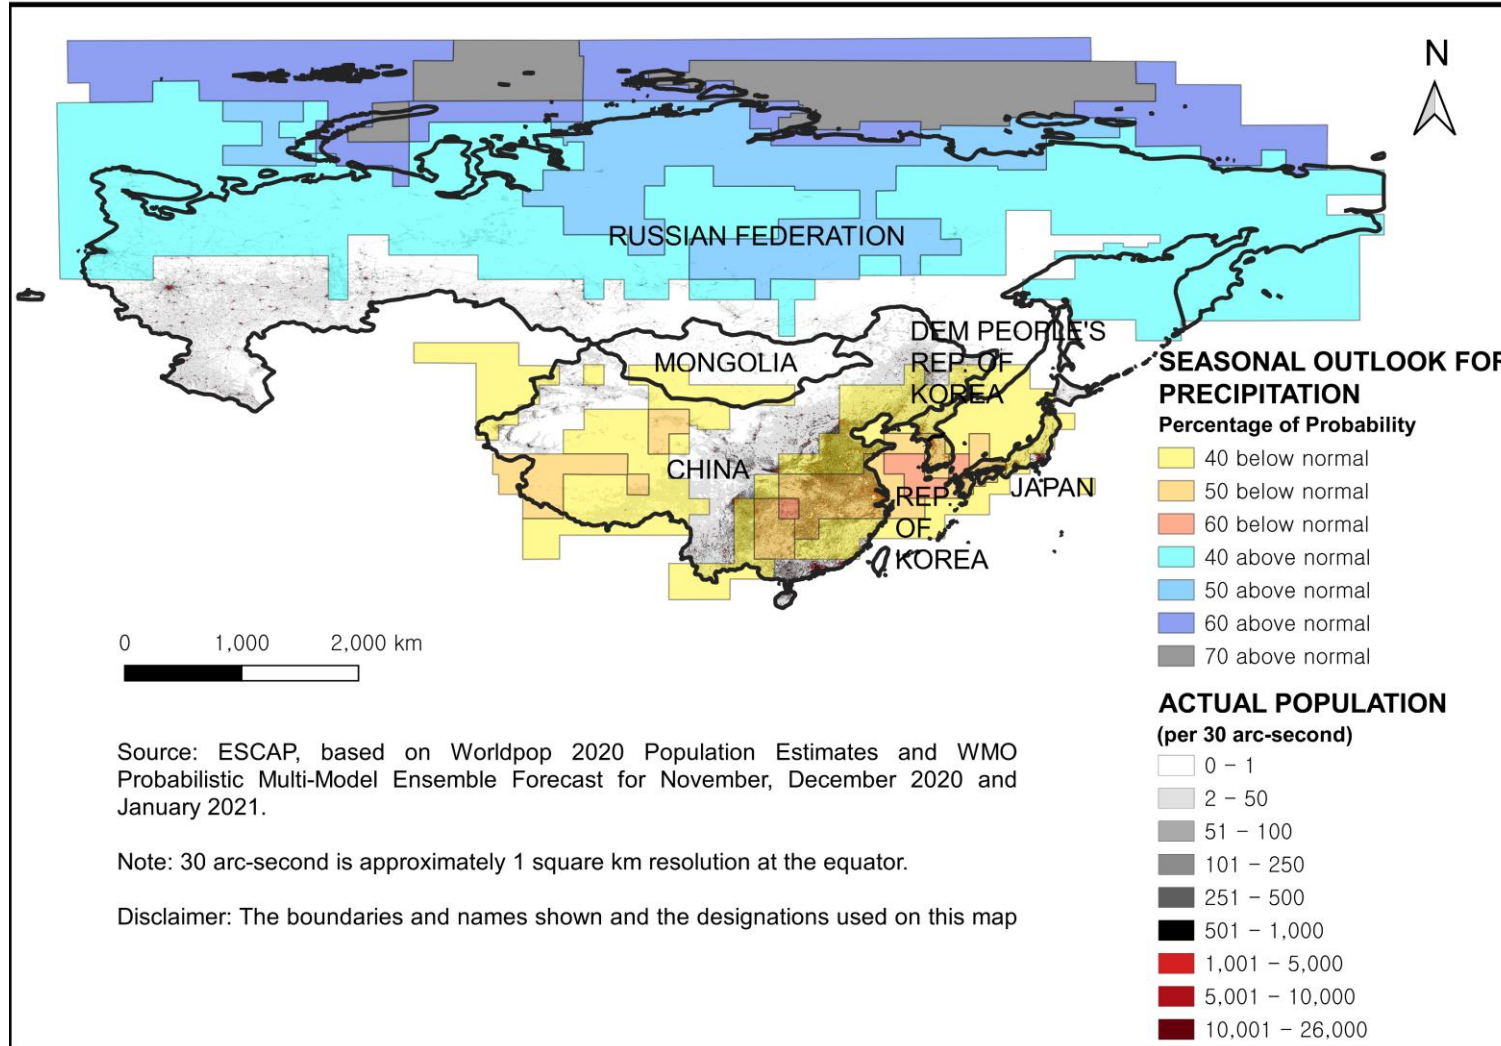 N
RUSSIAN FEDERATION
DEM PEOPLE'S
REP. OF
KOREA
MONGOLIA
CHINA
JAPAN
REP.
OF
KOREA
0 1,000 2,000 km
SEASONAL OUTLOOK FOR
PRECIPITATION
Percentage of Probability
40 below normal
50 below normal
60 below normal
40 above normal
50 above normal
60 above normal
70 above normal
ACTUAL POPULATION
(per 30 arc-second)
0 – 1
2 – 50
51 – 100
101 – 250
251 – 500
501 – 1,000
1,001 – 5,000
5,001 – 10,000
10,001 – 26,000
Source: ESCAP, based on Worldpop 2020 Population Estimates and WMO
Probabilistic Multi-Model Ensemble Forecast for November, December 2020 and
January 2021.
Note: 30 arc-second is approximately 1 square km resolution at the equator.
Disclaimer: The boundaries and names shown and the designations used on this map